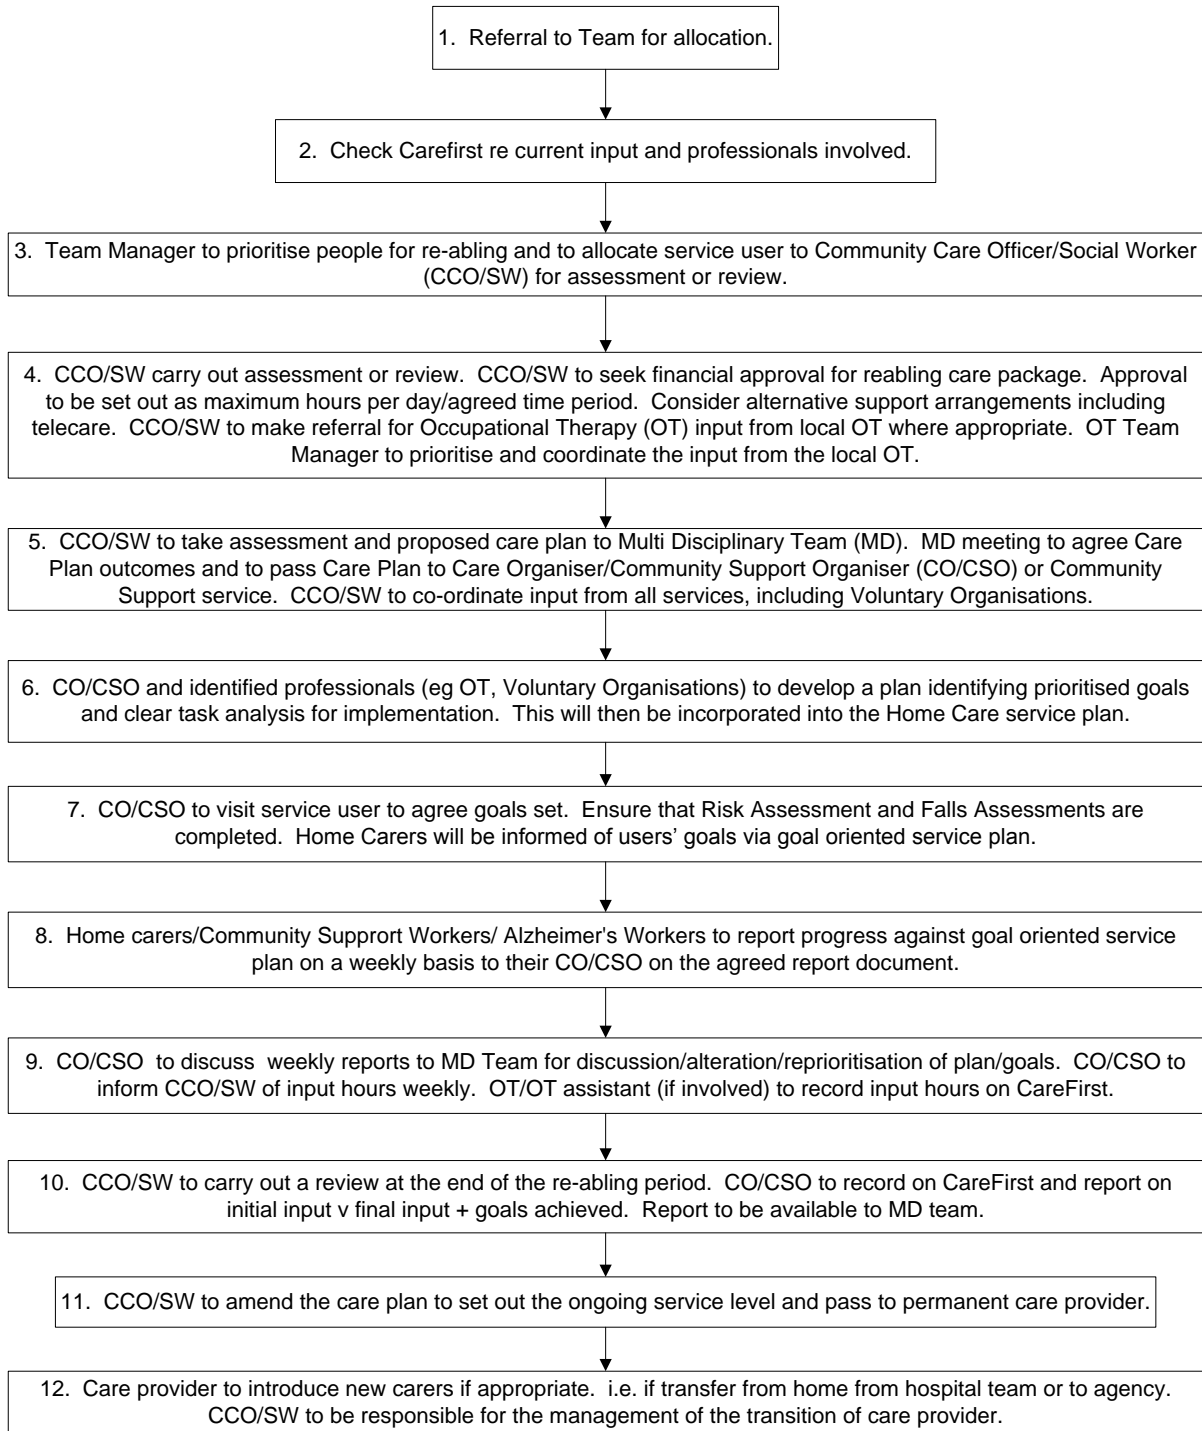 1. Referral to Team for allocation.
2. Check Carefirst re current input and professionals involved.
3. Team Manager to prioritise people for re-abling and to allocate service user to Community Care Officer/Social Worker
(CCO/SW) for assessment or review.
4. CCO/SW carry out assessment or review. CCO/SW to seek financial approval for reabling care package. Approval
to be set out as maximum hours per day/agreed time period. Consider alternative support arrangements including
telecare. CCO/SW to make referral for Occupational Therapy (OT) input from local OT where appropriate. OT Team
Manager to prioritise and coordinate the input from the local OT.
5. CCO/SW to take assessment and proposed care plan to Multi Disciplinary Team (MD). MD meeting to agree Care
Plan outcomes and to pass Care Plan to Care Organiser/Community Support Organiser (CO/CSO) or Community
Support service. CCO/SW to co-ordinate input from all services, including Voluntary Organisations.
6. CO/CSO and identified professionals (eg OT, Voluntary Organisations) to develop a plan identifying prioritised goals
and clear task analysis for implementation. This will then be incorporated into the Home Care service plan.
7. CO/CSO to visit service user to agree goals set. Ensure that Risk Assessment and Falls Assessments are
completed. Home Carers will be informed of users' goals via goal oriented service plan.
8. Home carers/Community Supprort Workers/ Alzheimer's Workers to report progress against goal oriented service
plan on a weekly basis to their CO/CSO on the agreed report document.
9. CO/CSO to discuss weekly reports to MD Team for discussion/alteration/reprioritisation of plan/goals. CO/CSO to
inform CCO/SW of input hours weekly. OT/OT assistant (if involved) to record input hours on CareFirst.
10. CCO/SW to carry out a review at the end of the re-abling period. CO/CSO to record on CareFirst and report on
initial input v final input + goals achieved. Report to be available to MD team.
11. CCO/SW to amend the care plan to set out the ongoing service level and pass to permanent care provider.
12. Care provider to introduce new carers if appropriate. i.e. if transfer from home from hospital team or to agency.
CCO/SW to be responsible for the management of the transition of care provider.